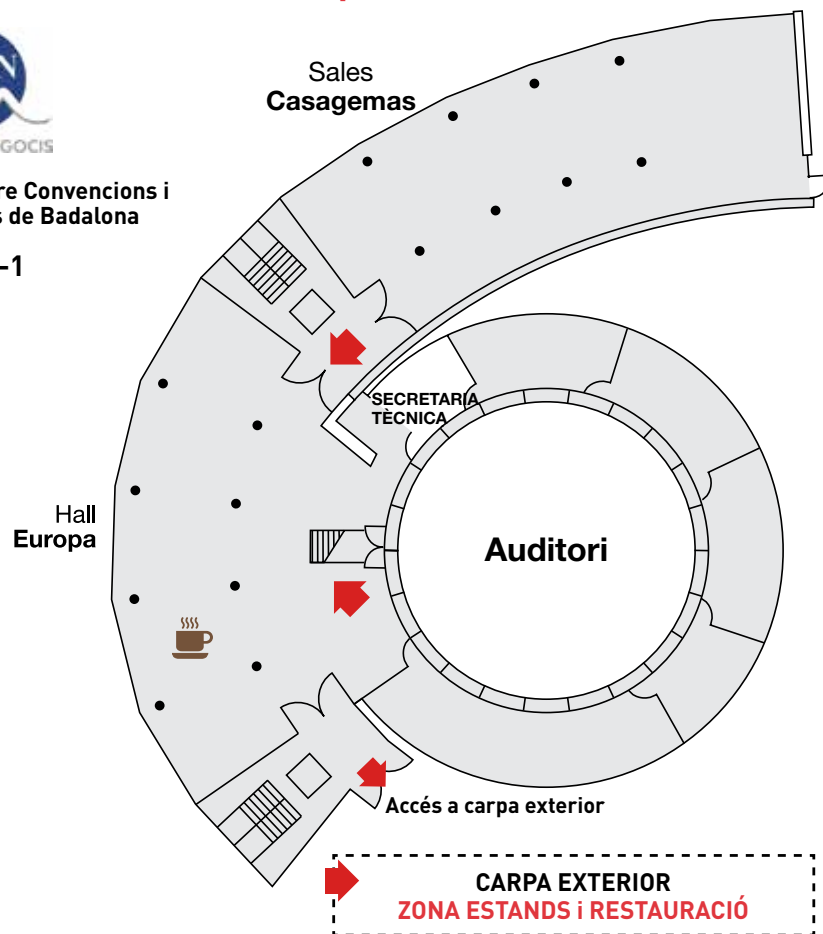 Sales
Casagemas
GOCIS
re Convencions i
s de Badalona
-1
SECRETARIA
TÈCNICA
Hall
Europa
Auditori
Accés a carpa exterior
CARPA EXTERIOR
ZONA ESTANDS i RESTAURACIÓ